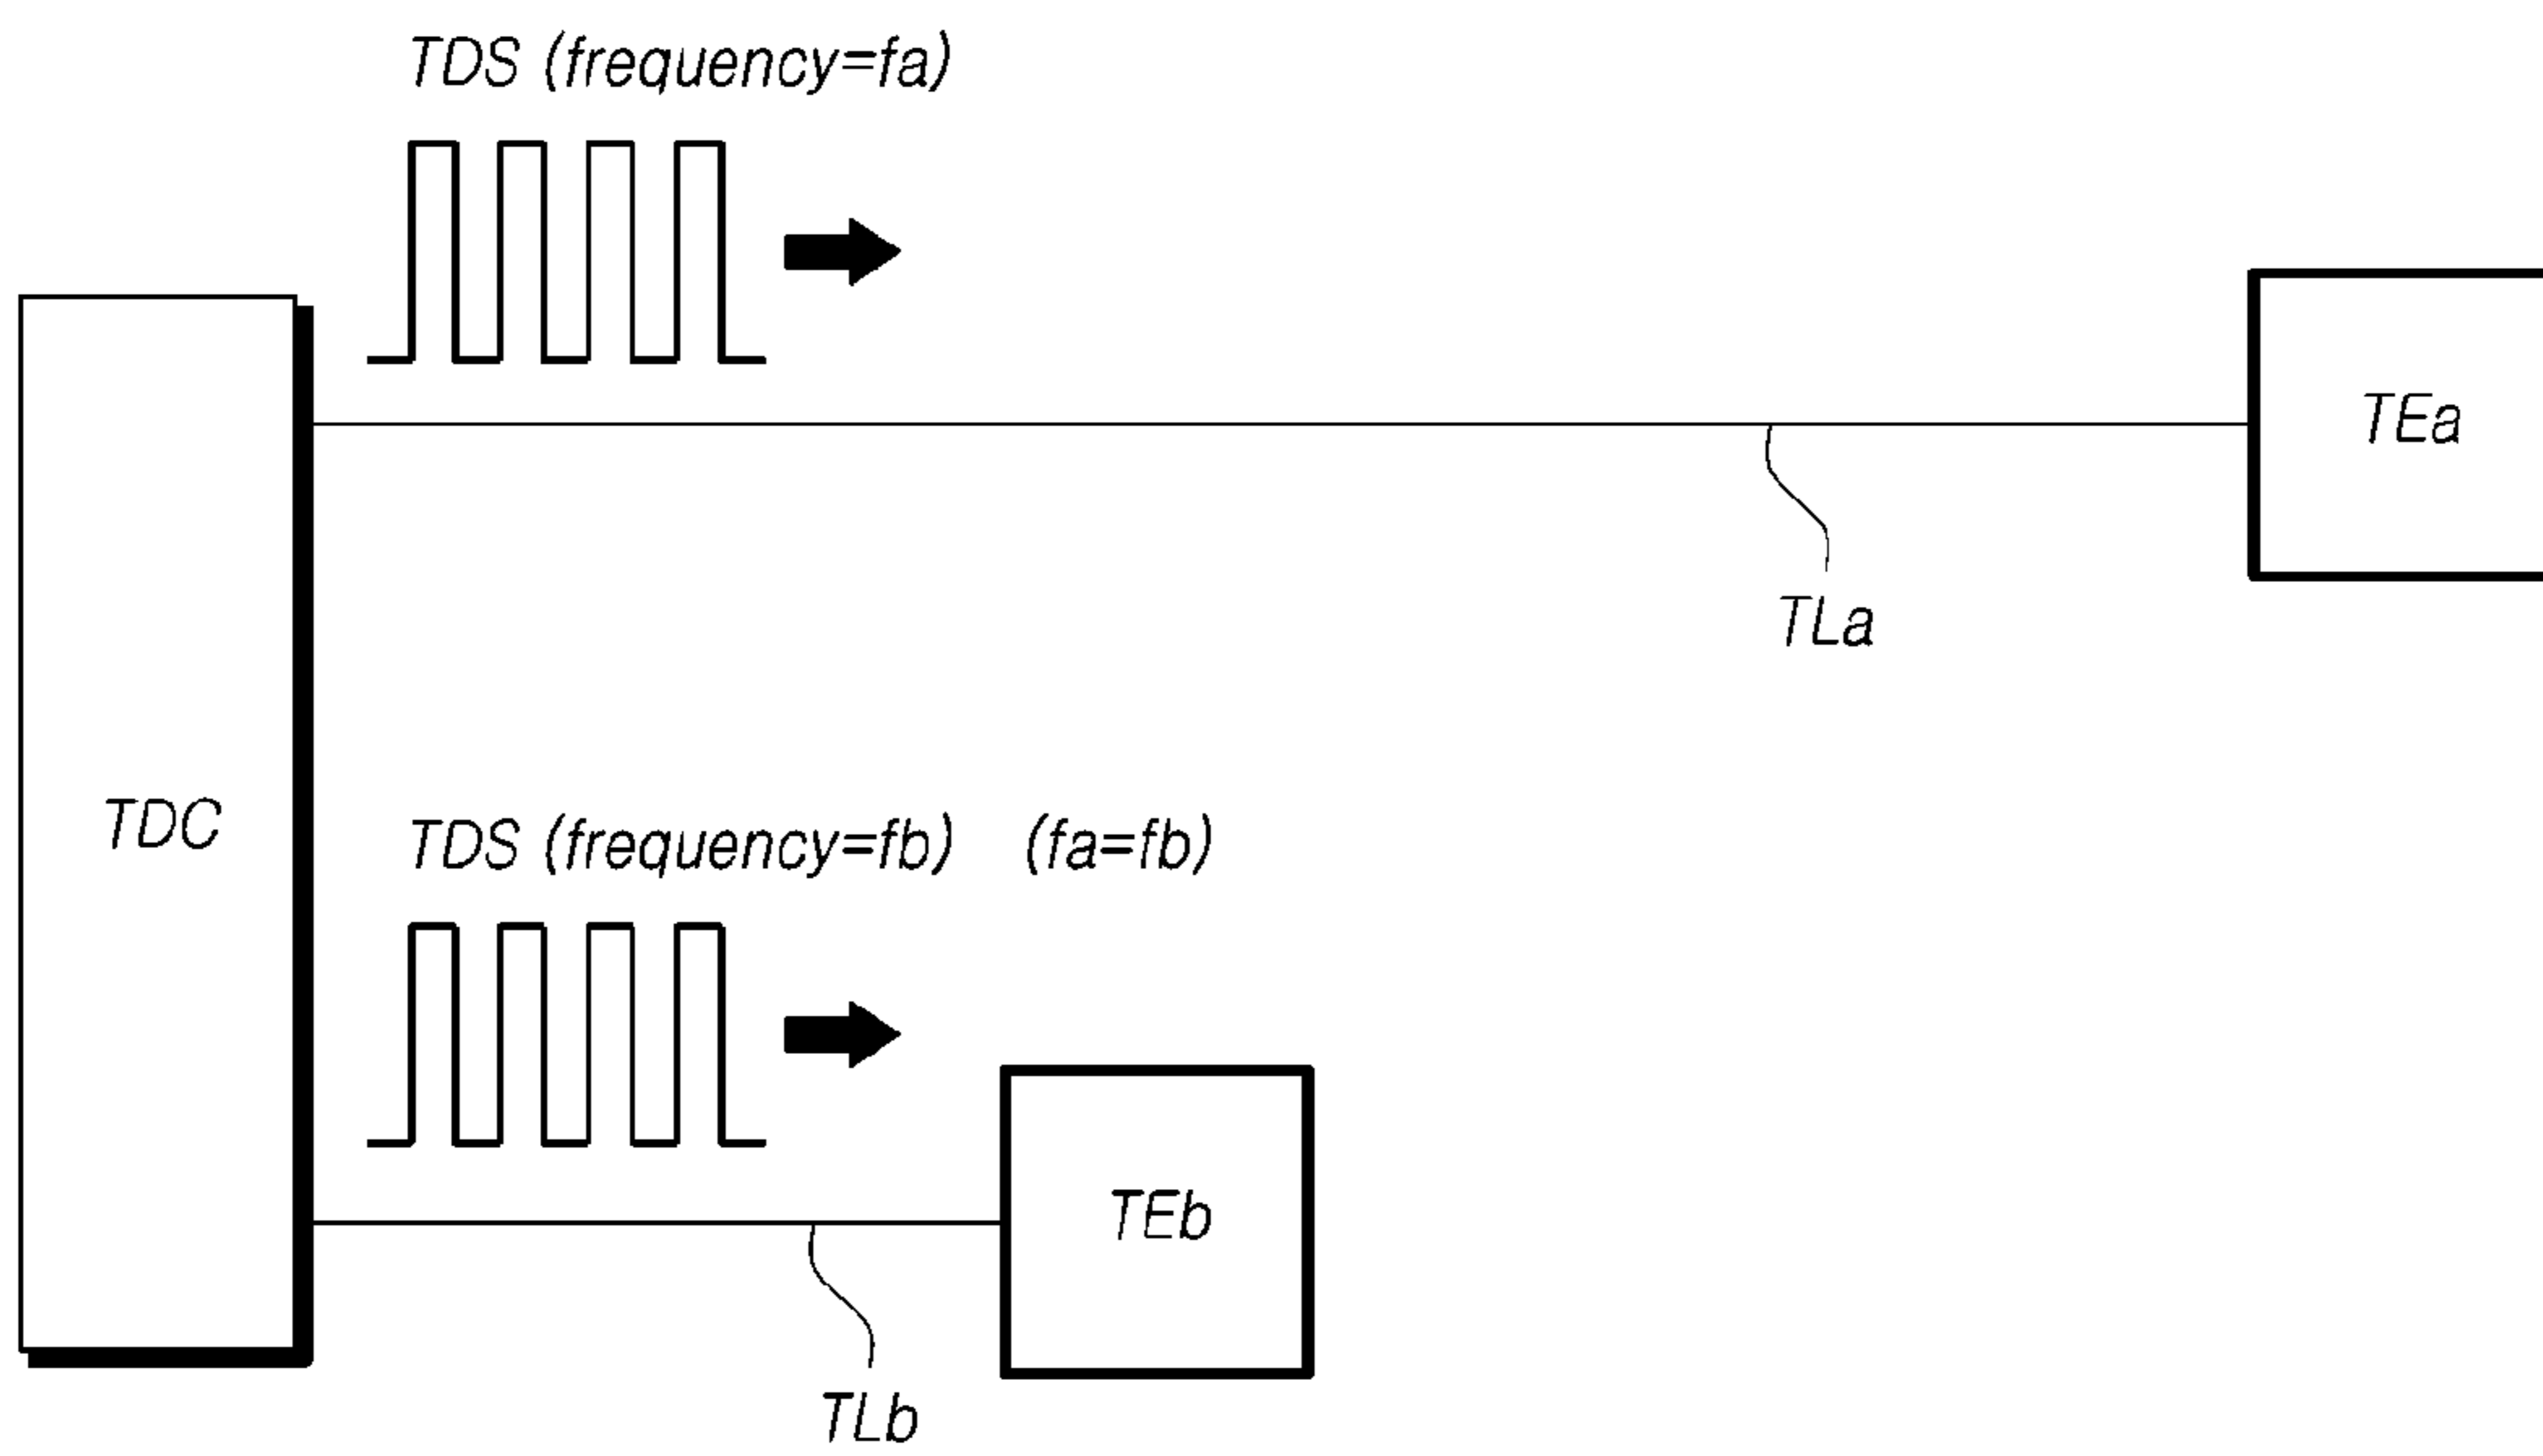 TDS (frequency=fa)
TEa
TLa
TDC
TDS (frequency=fb) (fa=fb)
TEb
TLb